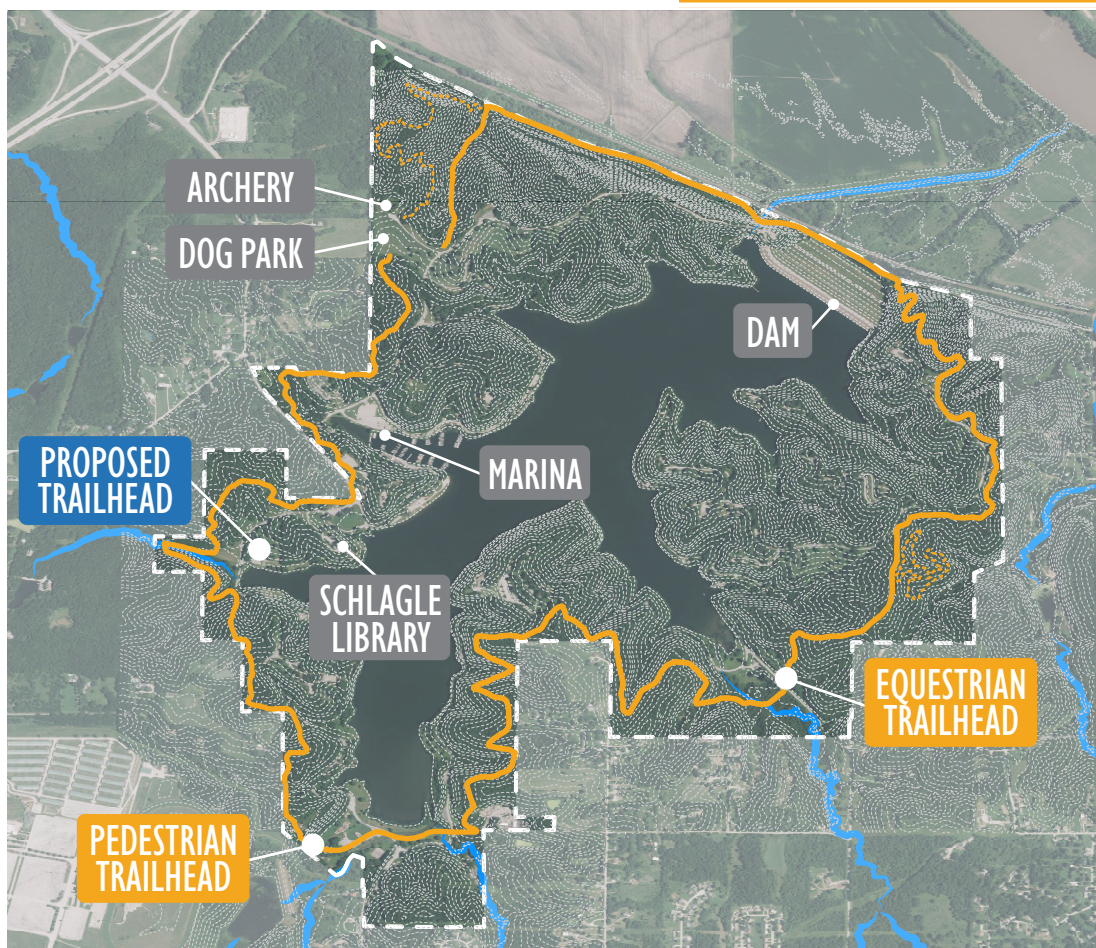 ARCHERY
DOG PARK
DAM
PROPOSED
TRAILHEAD
MARINA
SCHLAGLE
LIBRARY
EQUESTRIAN
TRAILHEAD
PEDESTRIAN
TRAILHEAD